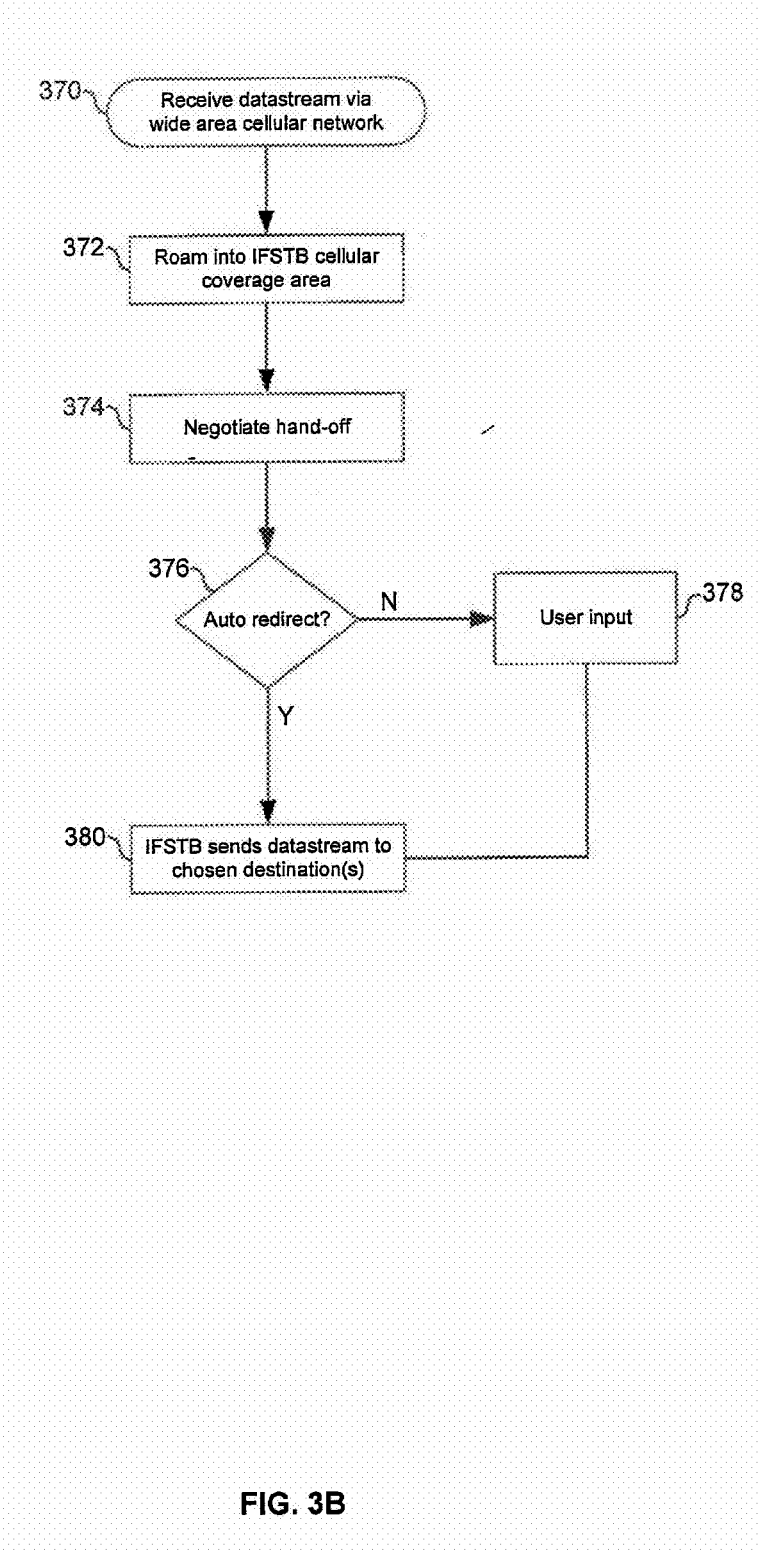 370
Receive datastream via
wide area cellular network
372
Roam into IFSTB cellular
coverage area
374
Negotiate hand-off
376
Auto redirect?
N
User input
378
Y
380
IFSTB sends datastream to
chosen destination(s)
FIG. 3B